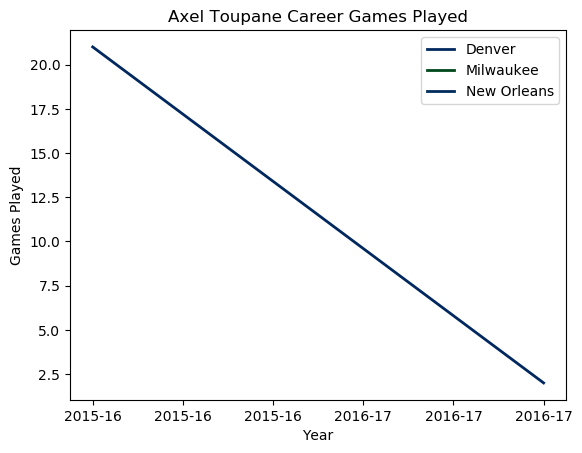 Axel Toupane Career Games Played
Denver
Milwaukee
New Orleans
20.0
17.5
15.0
12.5
10.0
7.5
5.0
2.5
Games Played
2015-16 2015-16 2015-16 2016-17 2016-17 2016-17
Year